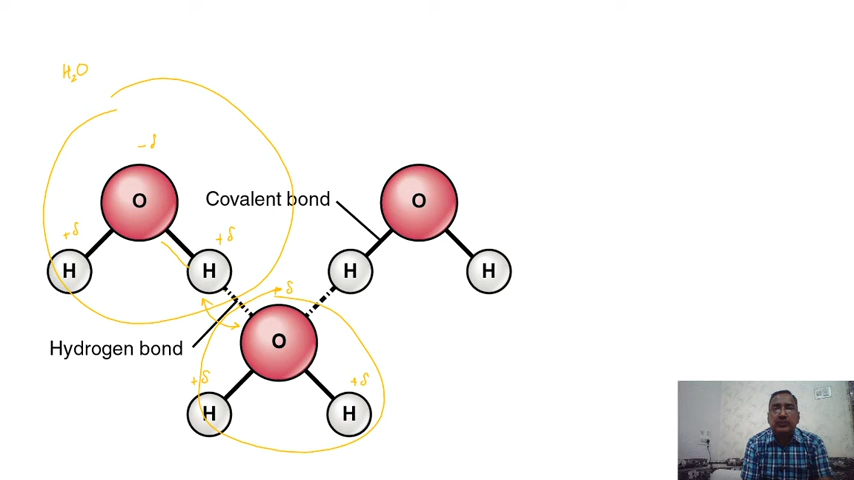 H₂O
-δ
O
O
Covalent bond
+δ
+δ
H
H
H
H
+δ
O
Hydrogen bond
+δ
+δ
H
H